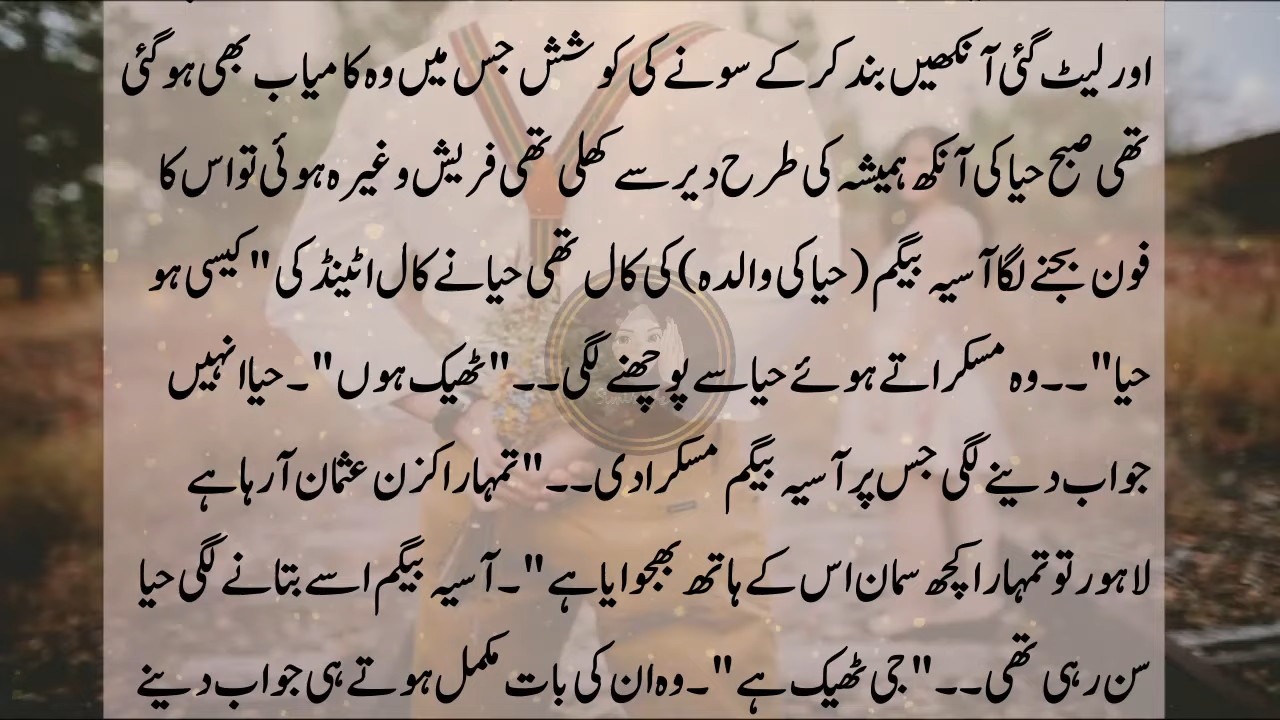 اور لیٹ گئی آنکھیں بند کر کے سونے کی کوشش جس میں وہ کامیاب بھی ہو گئی
تھی صبح حیا کی آنکھ ہمیشہ کی طرح دیر سے کھلی تھی فریش وغیرہ ہوئی تو اس کا
فون بجنے لگا آسیہ بیگم (حیا کی والدہ) کی کال تھی حیا نے کال اٹینڈ کی "کیسی ہو
حیا"۔۔وہ مسکراتے ہوئے حیا سے پوچھنے لگی۔۔"ٹھیک ہوں"۔حیا انہیں
جواب دینے لگی جس پر آسیہ بیگم مسکرا دی۔۔"تمہارا کزن عثمان آ رہا ہے
لاہور تو تمہارا کچھ سمان اس کے ہاتھ بھجوایا ہے"۔آسیہ بیگم اسے بتانے لگی حیا
سن رہی تھی۔۔"جی ٹھیک ہے"۔وہ ان کی بات مکمل ہوتے ہی جواب دینے